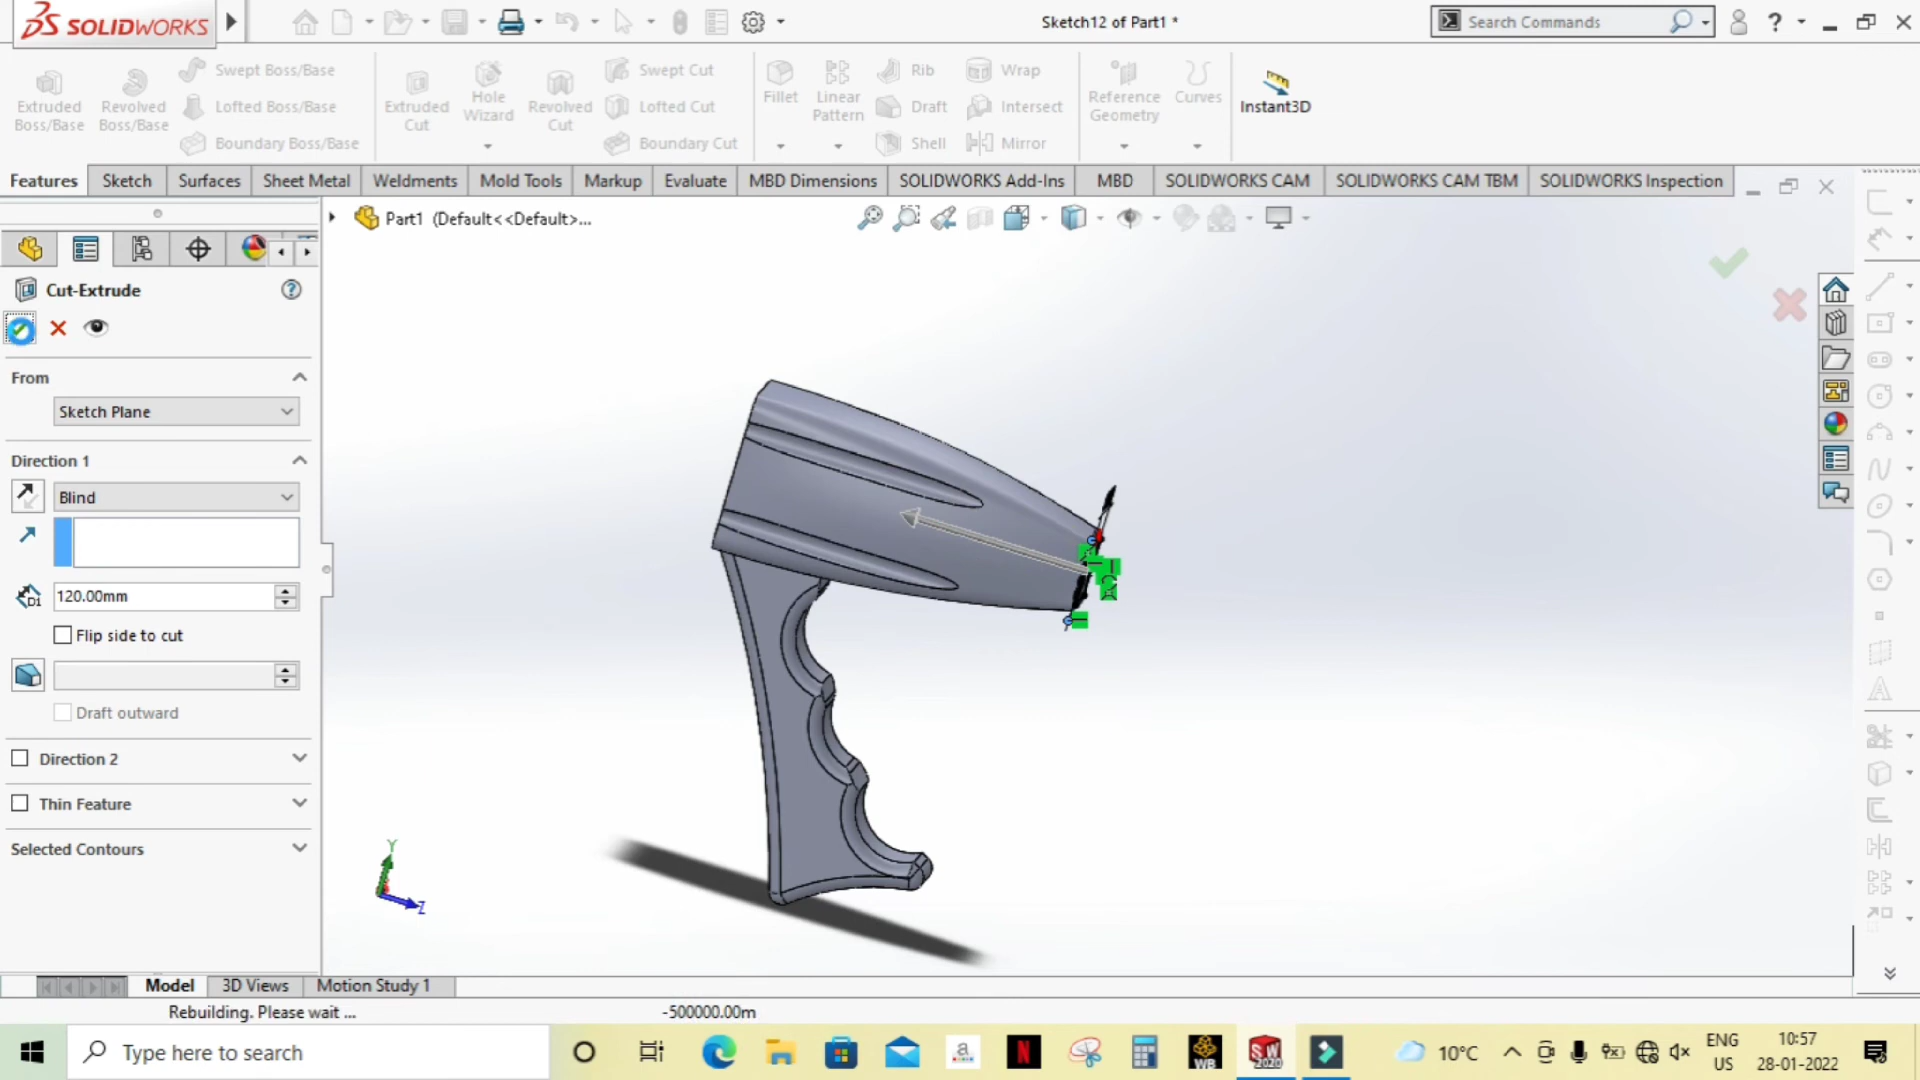 SOLIDWORKS
Sketch12 of Part1 *
Search Commands
Extruded Boss/Base
Revolved Boss/Base
Swept Boss/Base
Lofted Boss/Base
Boundary Boss/Base
Extruded Cut
Hole Wizard
Revolved Cut
Swept Cut
Lofted Cut
Boundary Cut
Fillet
Linear Pattern
Rib
Draft
Shell
Wrap
Intersect
Mirror
Reference Geometry
Curves
Instant3D
Features
Sketch
Surfaces
Sheet Metal
Weldments
Mold Tools
Markup
Evaluate
MBD Dimensions
SOLIDWORKS Add-Ins
MBD
SOLIDWORKS CAM
SOLIDWORKS CAM TBM
SOLIDWORKS Inspection
Part1 (Default<<Default>...
Cut-Extrude
From
Sketch Plane
Direction 1
Blind
D1
120.00mm
Flip side to cut
Draft outward
Direction 2
Thin Feature
Selected Contours
Y
Z
Model
3D Views
Motion Study 1
Rebuilding. Please wait ...
-500000.00m
Type here to search
a
N
WB
SW
2020
10°C
ENG
US
10:57
28-01-2022